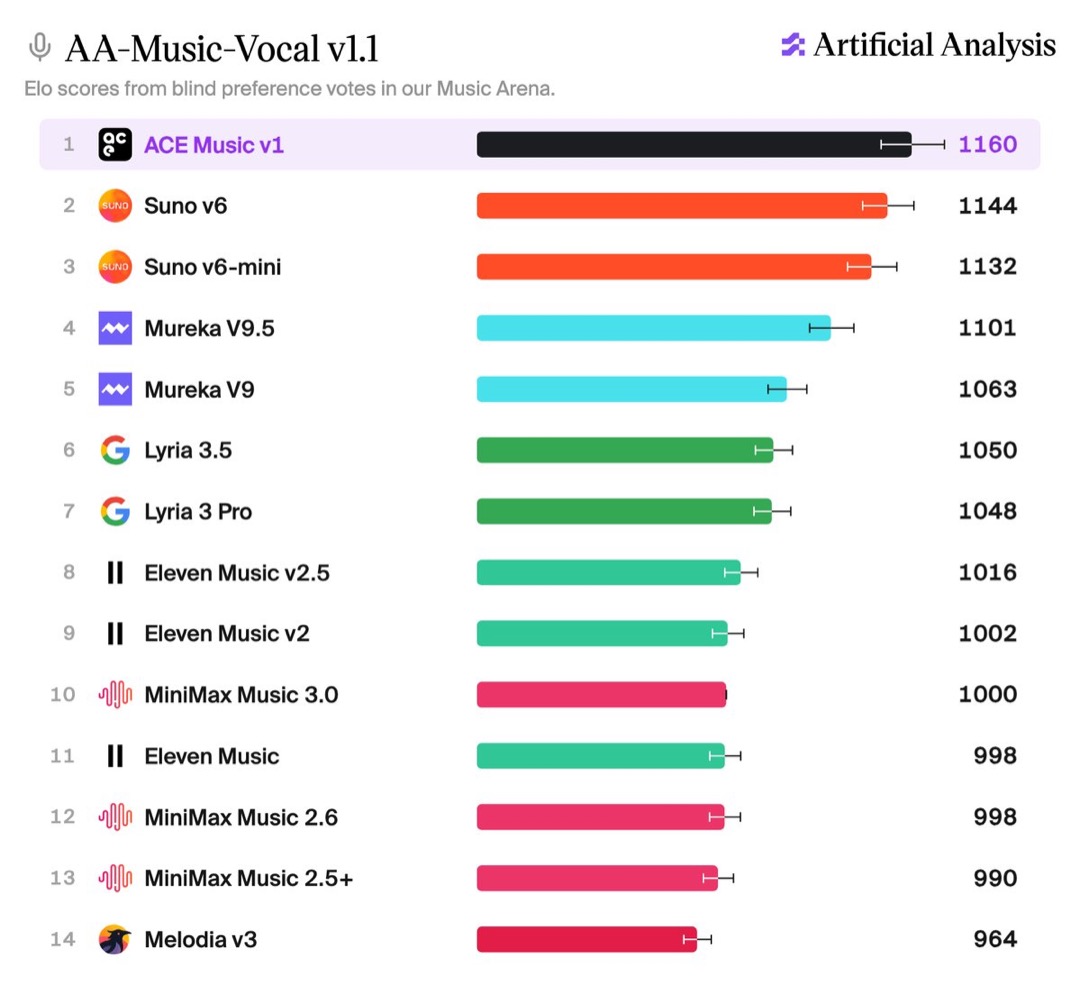 AA-Music-Vocal v1.1
Artificial Analysis
Elo scores from blind preference votes in our Music Arena.
1 ace ACE Music v1 1160
2 SUNO Suno v6 1144
3 SUNO Suno v6-mini 1132
4 Mureka V9.5 1101
5 Mureka V9 1063
6 G Lyria 3.5 1050
7 G Lyria 3 Pro 1048
8 Eleven Music v2.5 1016
9 Eleven Music v2 1002
10 MiniMax Music 3.0 1000
11 Eleven Music 998
12 MiniMax Music 2.6 998
13 MiniMax Music 2.5+ 990
14 Melodia v3 964